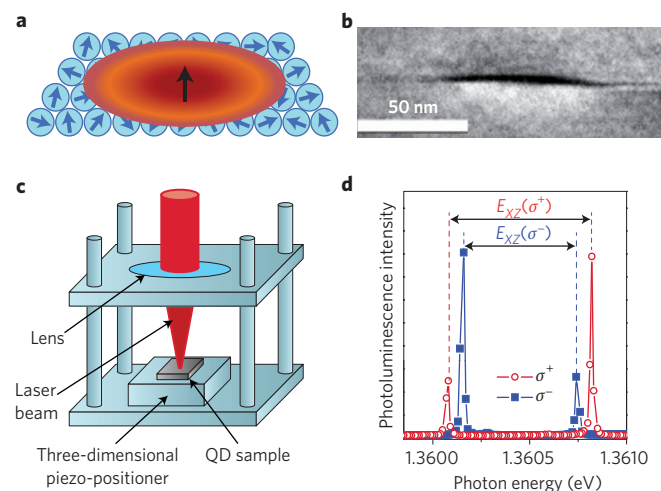 a
b
50 nm
c
Lens
Laser
beam
Three-dimensional
piezo-positioner
QD sample
d
E_XZ(σ⁺)
E_XZ(σ⁻)
Photoluminescence intensity
σ⁺
σ⁻
1.3600 1.3605 1.3610
Photon energy (eV)